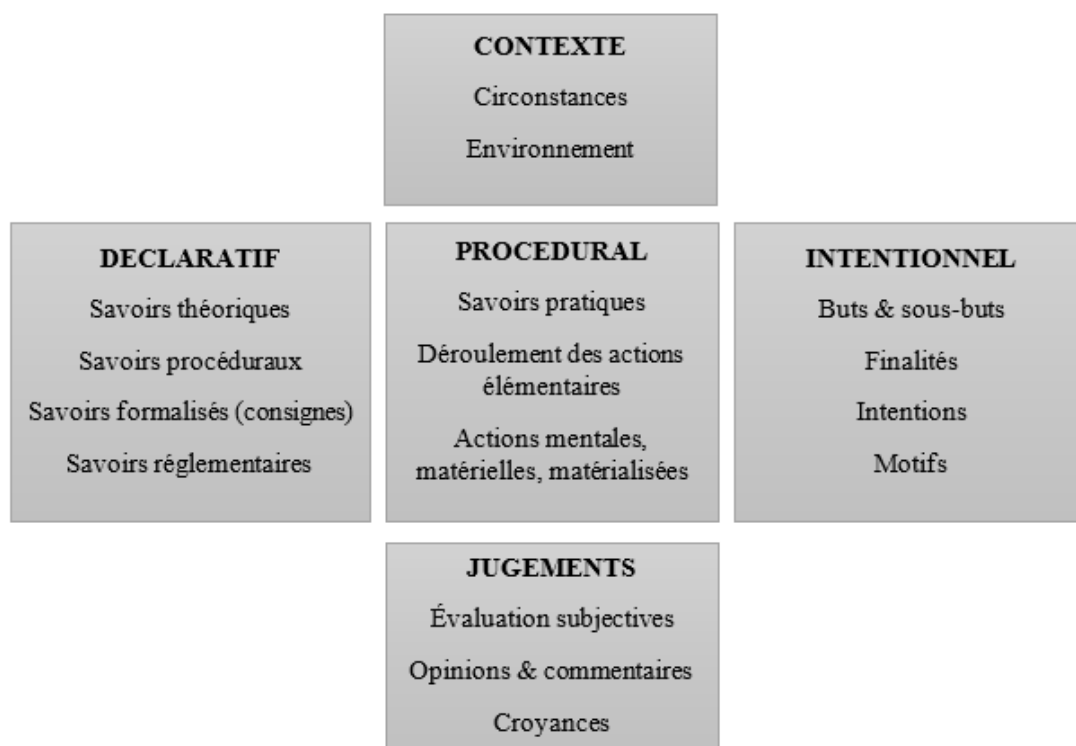 CONTEXTE
Circonstances
Environnement
DECLARATIF
Savoirs théoriques
Savoirs procéduraux
Savoirs formalisés (consignes)
Savoirs réglementaires
PROCEDURAL
Savoirs pratiques
Déroulement des actions
élémentaires
Actions mentales,
matérielles, matérialisées
INTENTIONNEL
Buts & sous-buts
Finalités
Intentions
Motifs
JUGEMENTS
Évaluation subjectives
Opinions & commentaires
Croyances